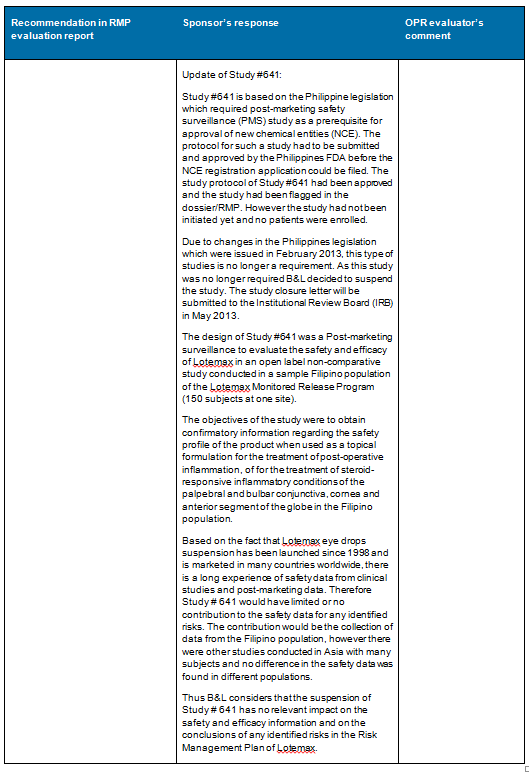 Recommendation in RMP
evaluation report
Sponsor's response
OPR evaluator's
comment
Update of Study #641:
Study #641 is based on the Philippine legislation
which required post-marketing safety
surveillance (PMS) study as a prerequisite for
approval of new chemical entities (NCE). The
protocol for such a study had to be submitted
and approved by the Philippines FDA before the
NCE registration application could be filed. The
study protocol of Study #641 had been approved
and the study had been flagged in the
dossier/RMP. However the study had not been
initiated yet and no patients were enrolled.
Due to changes in the Philippines legislation
which were issued in February 2013, this type of
studies is no longer a requirement. As this study
was no longer required B&L decided to suspend
the study. The study closure letter will be
submitted to the Institutional Review Board (IRB)
in May 2013.
The design of Study #641 was a Post-marketing
surveillance to evaluate the safety and efficacy
of Lotemax in an open label non-comparative
study conducted in a sample Filipino population
of the Lotemax Monitored Release Program
(150 subjects at one site).
The objectives of the study were to obtain
confirmatory information regarding the safety
profile of the product when used as a topical
formulation for the treatment of post-operative
inflammation, of for the treatment of steroid-
responsive inflammatory conditions of the
palpebral and bulbar conjunctiva, cornea and
anterior segment of the globe in the Filipino
population.
Based on the fact that Lotemax eye drops
suspension has been launched since 1998 and
is marketed in many countries worldwide, there
is a long experience of safety data from clinical
studies and post-marketing data. Therefore
Study # 641 would have limited or no
contribution to the safety data for any identified
risks. The contribution would be the collection of
data from the Filipino population, however there
were other studies conducted in Asia with many
subjects and no difference in the safety data was
found in different populations.
Thus B&L considers that the suspension of
Study # 641 has no relevant impact on the
safety and efficacy information and on the
conclusions of any identified risks in the Risk
Management Plan of Lotemax.